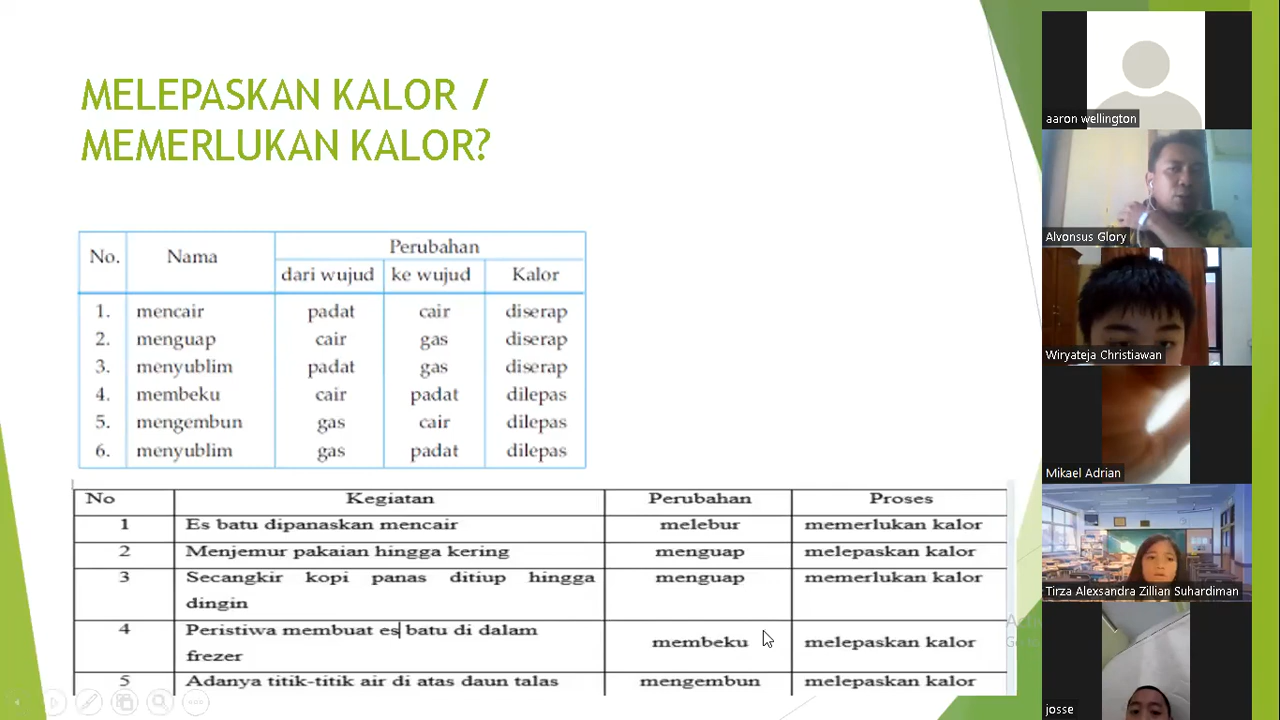 MELEPASKAN KALOR /
MEMERLUKAN KALOR?
No. Nama Perubahan
dari wujud ke wujud Kalor
1. mencair padat cair diserap
2. menguap cair gas diserap
3. menyublim padat gas diserap
4. membeku cair padat dilepas
5. mengembun gas cair dilepas
6. menyublim gas padat dilepas
No Kegiatan Perubahan Proses
1 Es batu dipanaskan mencair melebur memerlukan kalor
2 Menjemur pakaian hingga kering menguap melepaskan kalor
3 Secangkir kopi panas ditiup hingga menguap memerlukan kalor
dingin
4 Peristiwa membuat es batu di dalam
frezer membeku melepaskan kalor
5 Adanya titik-titik air di atas daun talas mengembun melepaskan kalor
aaron wellington
Alvonsus Glory
Wiryateja Christiawan
Mikael Adrian
Tirza Alexsandra Zillian Suhardiman
josse